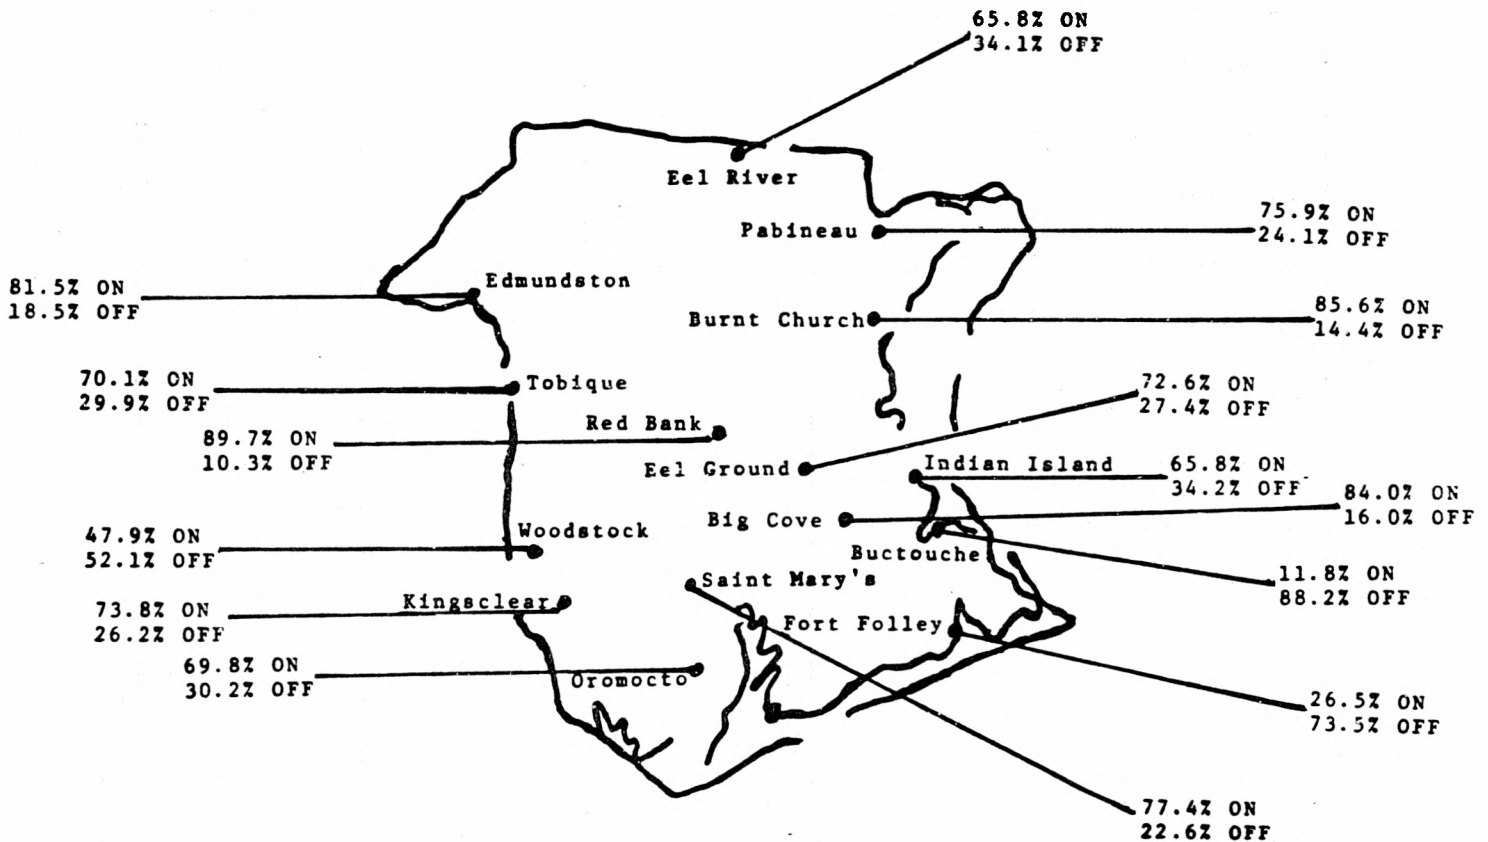 65.8% ON
34.1% OFF
Eel River
Pabineau
75.9% ON
24.1% OFF
81.5% ON
18.5% OFF
Edmundston
Burnt Church
85.6% ON
14.4% OFF
70.1% ON
29.9% OFF
Tobique
72.6% ON
27.4% OFF
89.7% ON
10.3% OFF
Red Bank
Eel Ground
Indian Island
65.8% ON
34.2% OFF
Big Cove
84.0% ON
16.0% OFF
47.9% ON
52.1% OFF
Woodstock
Buctouche
11.8% ON
88.2% OFF
Saint Mary's
73.8% ON
26.2% OFF
Kingsclear
Fort Folley
69.8% ON
30.2% OFF
Oromocto
26.5% ON
73.5% OFF
77.4% ON
22.6% OFF